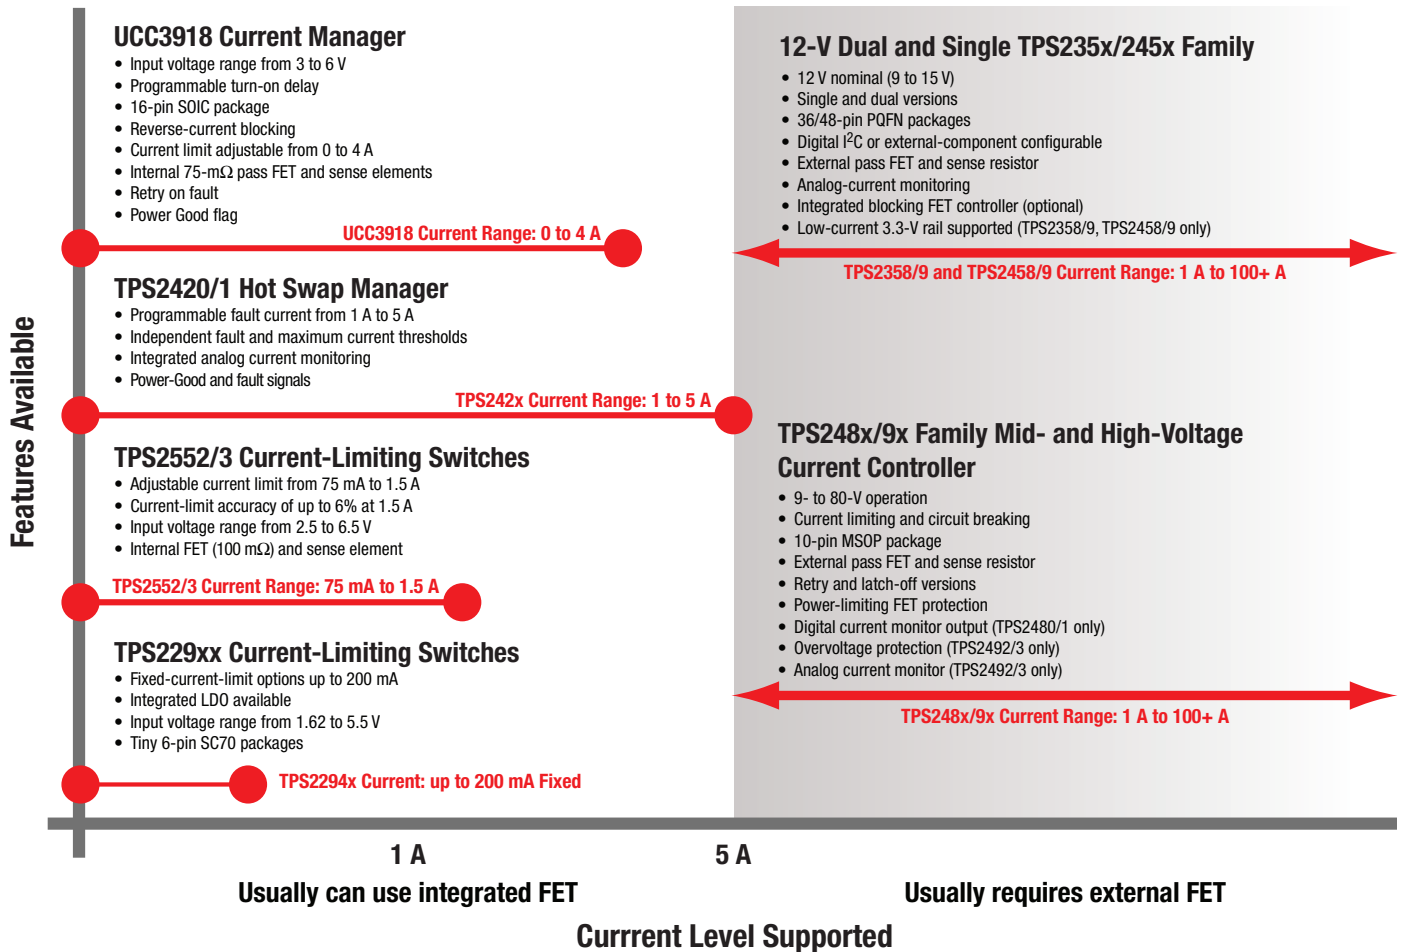 UCC3918 Current Manager
• Input voltage range from 3 to 6 V
• Programmable turn-on delay
• 16-pin SOIC package
• Reverse-current blocking
• Current limit adjustable from 0 to 4 A
• Internal 75-mΩ pass FET and sense elements
• Retry on fault
• Power Good flag
UCC3918 Current Range: 0 to 4 A
TPS2420/1 Hot Swap Manager
• Programmable fault current from 1 A to 5 A
• Independent fault and maximum current thresholds
• Integrated analog current monitoring
• Power-Good and fault signals
TPS242x Current Range: 1 to 5 A
TPS2552/3 Current-Limiting Switches
• Adjustable current limit from 75 mA to 1.5 A
• Current-limit accuracy of up to 6% at 1.5 A
• Input voltage range from 2.5 to 6.5 V
• Internal FET (100 mΩ) and sense element
TPS2552/3 Current Range: 75 mA to 1.5 A
TPS229xx Current-Limiting Switches
• Fixed-current-limit options up to 200 mA
• Integrated LDO available
• Input voltage range from 1.62 to 5.5 V
• Tiny 6-pin SC70 packages
TPS2294x Current: up to 200 mA Fixed
12-V Dual and Single TPS235x/245x Family
• 12 V nominal (9 to 15 V)
• Single and dual versions
• 36/48-pin PQFN packages
• Digital I²C or external-component configurable
• External pass FET and sense resistor
• Analog-current monitoring
• Integrated blocking FET controller (optional)
• Low-current 3.3-V rail supported (TPS2358/9, TPS2458/9 only)
TPS2358/9 and TPS2458/9 Current Range: 1 A to 100+ A
TPS248x/9x Family Mid- and High-Voltage
Current Controller
• 9- to 80-V operation
• Current limiting and circuit breaking
• 10-pin MSOP package
• External pass FET and sense resistor
• Retry and latch-off versions
• Power-limiting FET protection
• Digital current monitor output (TPS2480/1 only)
• Overvoltage protection (TPS2492/3 only)
• Analog current monitor (TPS2492/3 only)
TPS248x/9x Current Range: 1 A to 100+ A
Features Available
1 A
5 A
Usually can use integrated FET
Usually requires external FET
Currrent Level Supported